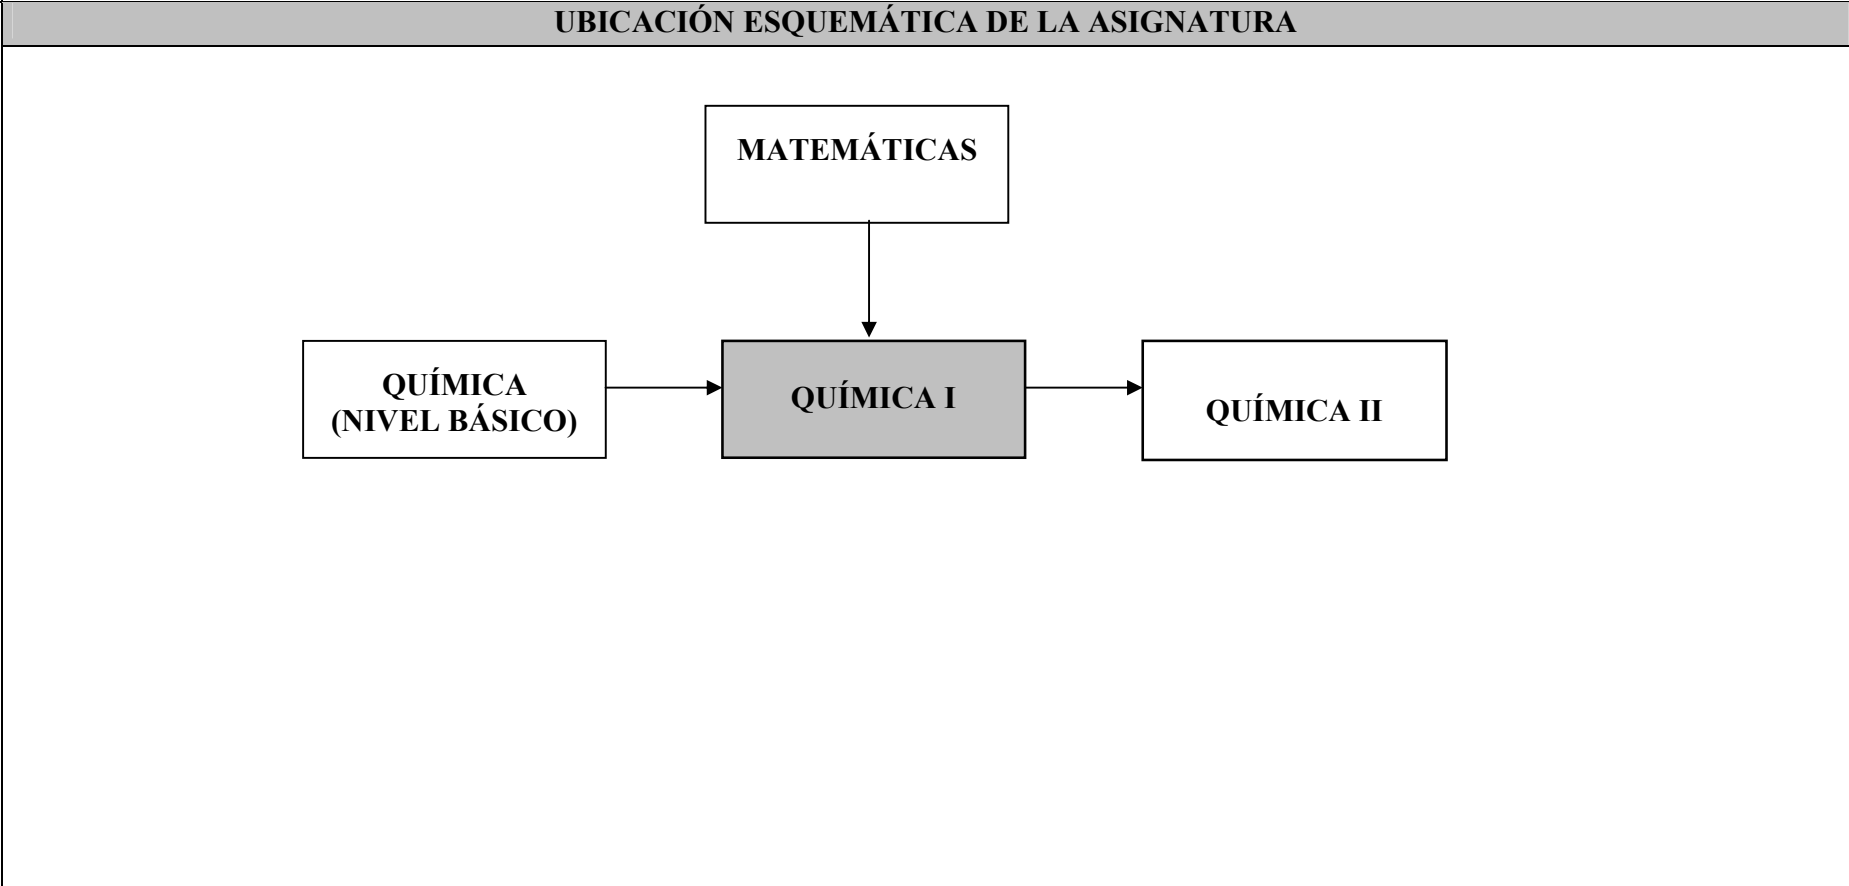 UBICACIÓN ESQUEMÁTICA DE LA ASIGNATURA
MATEMÁTICAS
QUÍMICA
(NIVEL BÁSICO)
QUÍMICA I
QUÍMICA II